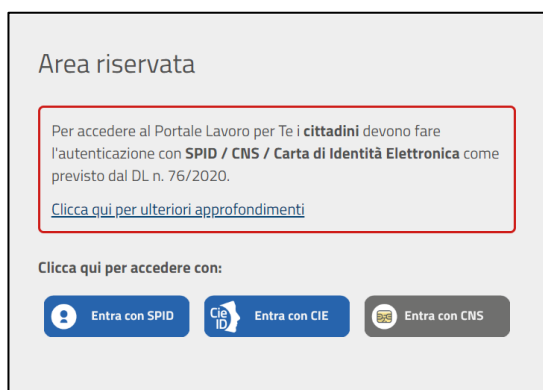 Area riservata
Per accedere al Portale Lavoro per Te i cittadini devono fare
l'autenticazione con SPID / CNS / Carta di Identità Elettronica come
previsto dal DL n. 76/2020.
Clicca qui per ulteriori approfondimenti
Clicca qui per accedere con:
Entra con SPID
Cie ID Entra con CIE
Entra con CNS